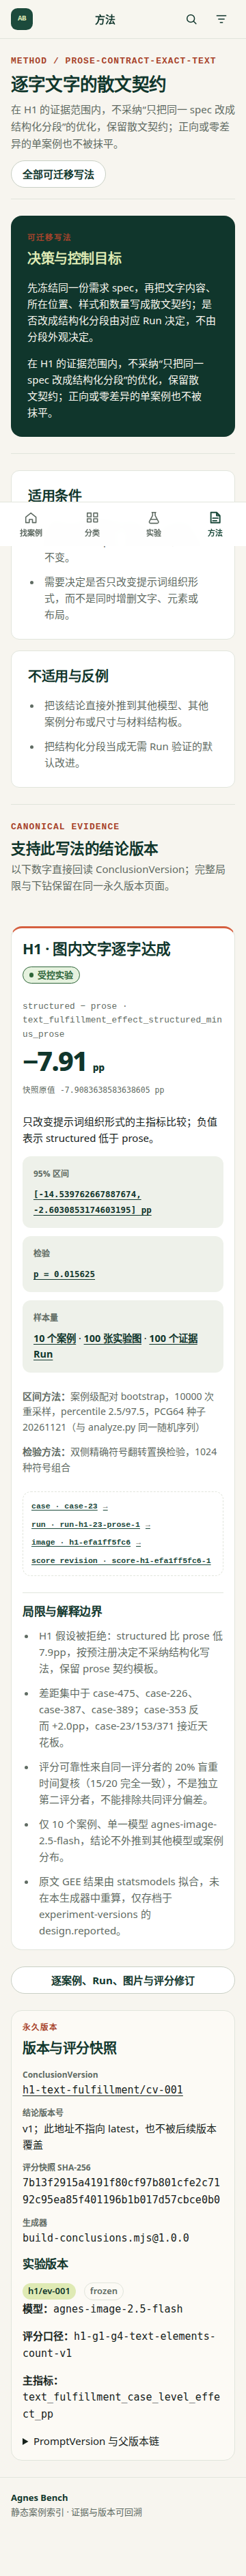 AB
方法
METHOD / PROSE-CONTRACT-EXACT-TEXT
逐字文字的散文契约
在 H1 的证据范围内，不采纳“只把同一 spec 改成
结构化分段”的优化，保留散文契约；正向或零差
异的单案例也不被抹平。
全部可迁移写法
可迁移写法
决策与控制目标
先冻结同一份需求 spec，再把文字内容、
所在位置、样式和数量写成散文契约；是
否改成结构化分段由对应 Run 决定，不由
分段外观决定。
在 H1 的证据范围内，不采纳“只把同一
spec 改成结构化分段”的优化，保留散
文契约；正向或零差异的单案例也不被
抹平。
适用条件
找案例
分类
实验
方法
不变。
需要决定是否只改变提示词组织形
式，而不是同时增删文字、元素或
布局。
不适用与反例
把该结论直接外推到其他模型、其他
案例分布或尺寸与材料结构板。
把结构化分段当成无需 Run 验证的默
认改进。
CANONICAL EVIDENCE
支持此写法的结论版本
以下数字直接回读 ConclusionVersion；完整局
限与下钻保留在同一永久版本页面。
H1 · 图内文字逐字达成
受控实验
structured − prose ·
text_fulfillment_effect_structured_min
us_prose
−7.91 pp
快照原值 -7.9083638583638605 pp
只改变提示词组织形式的主指标比较；负值
表示 structured 低于 prose。
95% 区间
[-14.539762667887674,
-2.6030853174603195] pp
检验
p = 0.015625
样本量
10 个案例 · 100 张实验图 · 100 个证据
Run
区间方法：案例级配对 bootstrap，10000 次
重采样，percentile 2.5/97.5，PCG64 种子
20261121（与 analyze.py 同一随机序列）
检验方法：双侧精确符号翻转置换检验，1024
种符号组合
case · case-23 →
run · run-h1-23-prose-1 →
image · h1-efa1ff5fc6 →
score revision · score-h1-efa1ff5fc6-1
局限与解释边界
H1 假设被拒绝：structured 比 prose 低
7.9pp，按预注册决定不采纳结构化写
法，保留 prose 契约模板。
差距集中于 case-475、case-226、
case-387、case-389；case-353 反
而 +2.0pp，case-23/153/371 接近天
花板。
评分可靠性来自同一评分者的 20% 盲重
时间复核（15/20 完全一致），不是独立
第二评分者，不能排除共同评分偏差。
仅 10 个案例、单一模型 agnes-image-
2.5-flash，结论不外推到其他模型或案例
分布。
原文 GEE 结果由 statsmodels 拟合，未
在本生成器中重算，仅存档于
experiment-versions 的
design.reported。
逐案例、Run、图片与评分修订
永久版本
版本与评分快照
ConclusionVersion
h1-text-fulfillment/cv-001
结论版本号
v1；此地址不指向 latest，也不被后续版本
覆盖
评分快照 SHA-256
7b13f2915a4191f80cf97b801cfe2c71
92c95ea85f401196b1b017d57cbce0b0
生成器
build-conclusions.mjs@1.0.0
实验版本
h1/ev-001 frozen
模型：agnes-image-2.5-flash
评分口径：h1-g1-g4-text-elements-
count-v1
主指标：
text_fulfillment_case_level_effe
ct_pp
▶ PromptVersion 与父版本链
Agnes Bench
静态案例索引 · 证据与版本可回溯